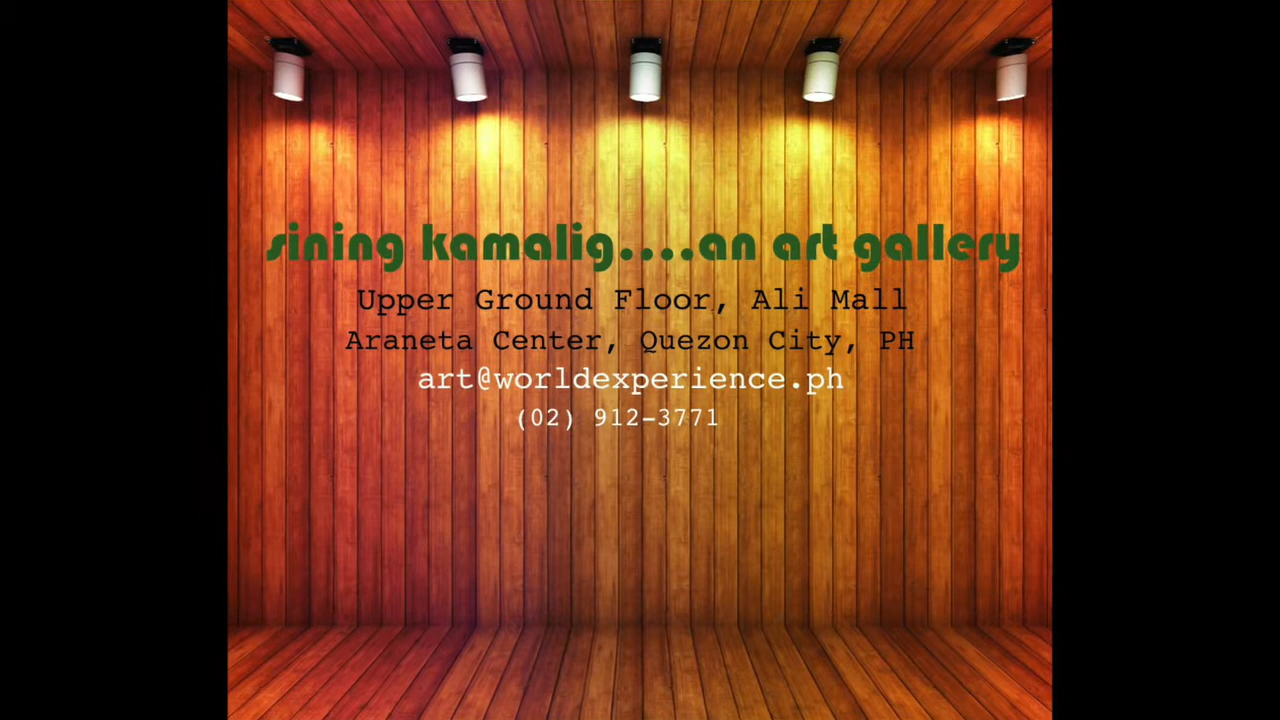 sining kamalig....an art gallery
Upper Ground Floor, Ali Mall
Araneta Center, Quezon City, PH
art@worldexperience.ph
(02) 912-3771